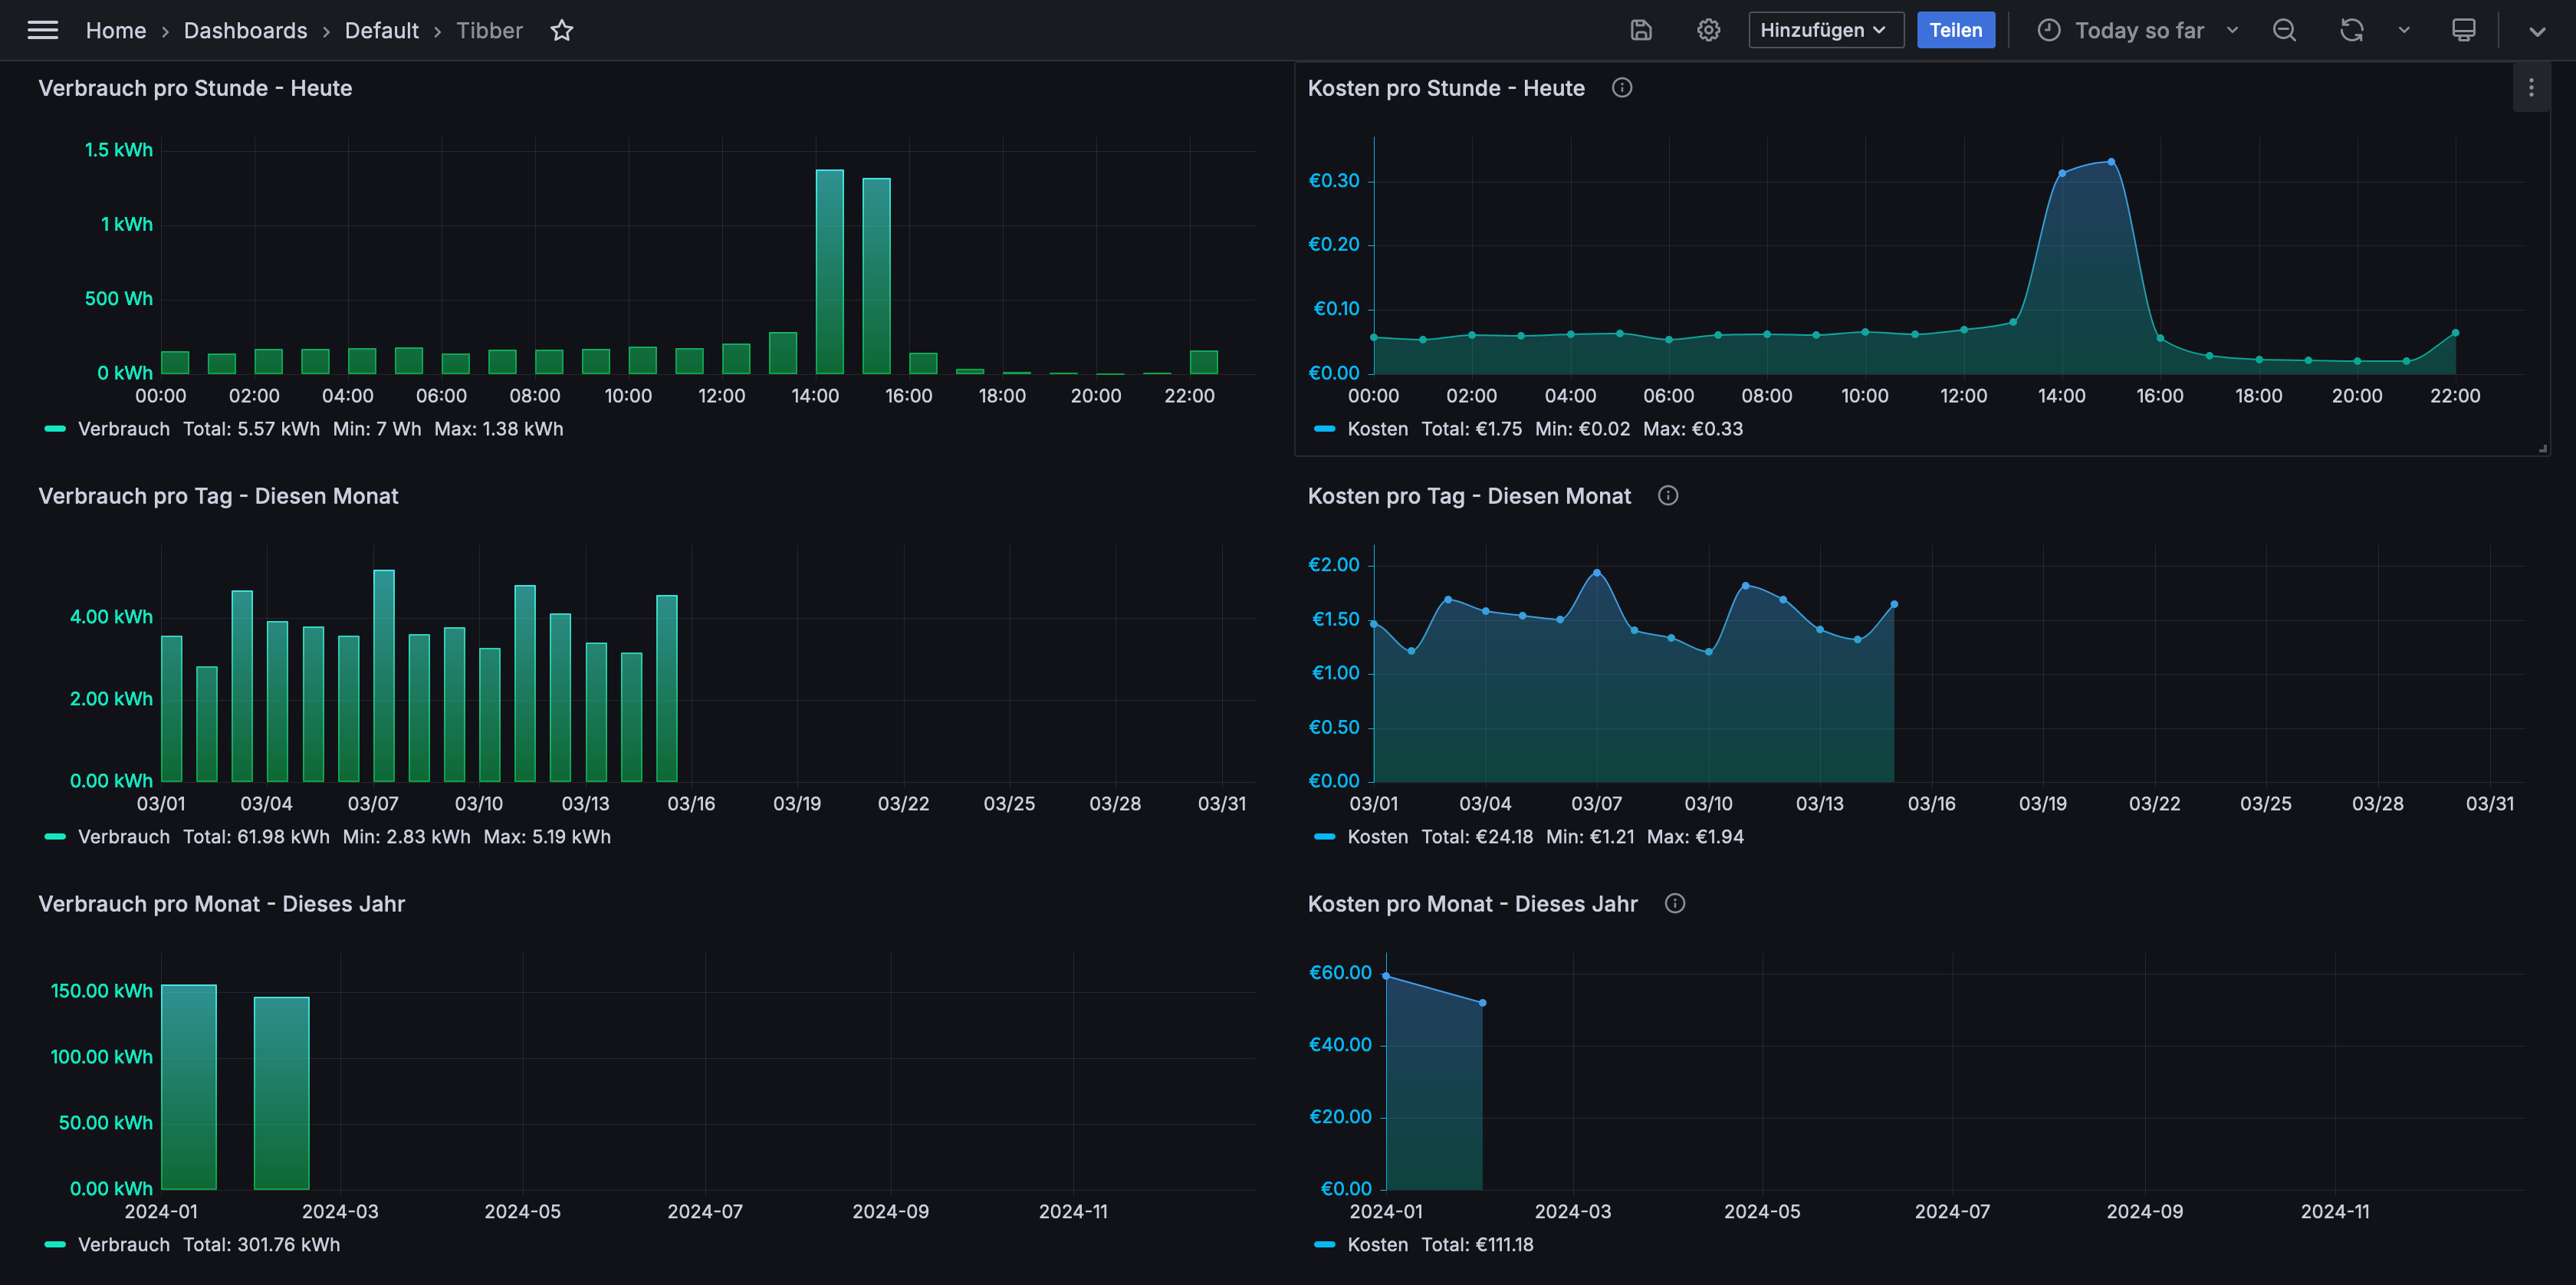 Home › Dashboards › Default › Tibber
Hinzufügen
Teilen
Today so far
Verbrauch pro Stunde - Heute
1.5 kWh
1 kWh
500 Wh
0 kWh
00:00 02:00 04:00 06:00 08:00 10:00 12:00 14:00 16:00 18:00 20:00 22:00
Verbrauch Total: 5.57 kWh Min: 7 Wh Max: 1.38 kWh
Kosten pro Stunde - Heute
€0.30
€0.20
€0.10
€0.00
00:00 02:00 04:00 06:00 08:00 10:00 12:00 14:00 16:00 18:00 20:00 22:00
Kosten Total: €1.75 Min: €0.02 Max: €0.33
Verbrauch pro Tag - Diesen Monat
4.00 kWh
2.00 kWh
0.00 kWh
03/01 03/04 03/07 03/10 03/13 03/16 03/19 03/22 03/25 03/28 03/31
Verbrauch Total: 61.98 kWh Min: 2.83 kWh Max: 5.19 kWh
Kosten pro Tag - Diesen Monat
€2.00
€1.50
€1.00
€0.50
€0.00
03/01 03/04 03/07 03/10 03/13 03/16 03/19 03/22 03/25 03/28 03/31
Kosten Total: €24.18 Min: €1.21 Max: €1.94
Verbrauch pro Monat - Dieses Jahr
150.00 kWh
100.00 kWh
50.00 kWh
0.00 kWh
2024-01 2024-03 2024-05 2024-07 2024-09 2024-11
Verbrauch Total: 301.76 kWh
Kosten pro Monat - Dieses Jahr
€60.00
€40.00
€20.00
€0.00
2024-01 2024-03 2024-05 2024-07 2024-09 2024-11
Kosten Total: €111.18